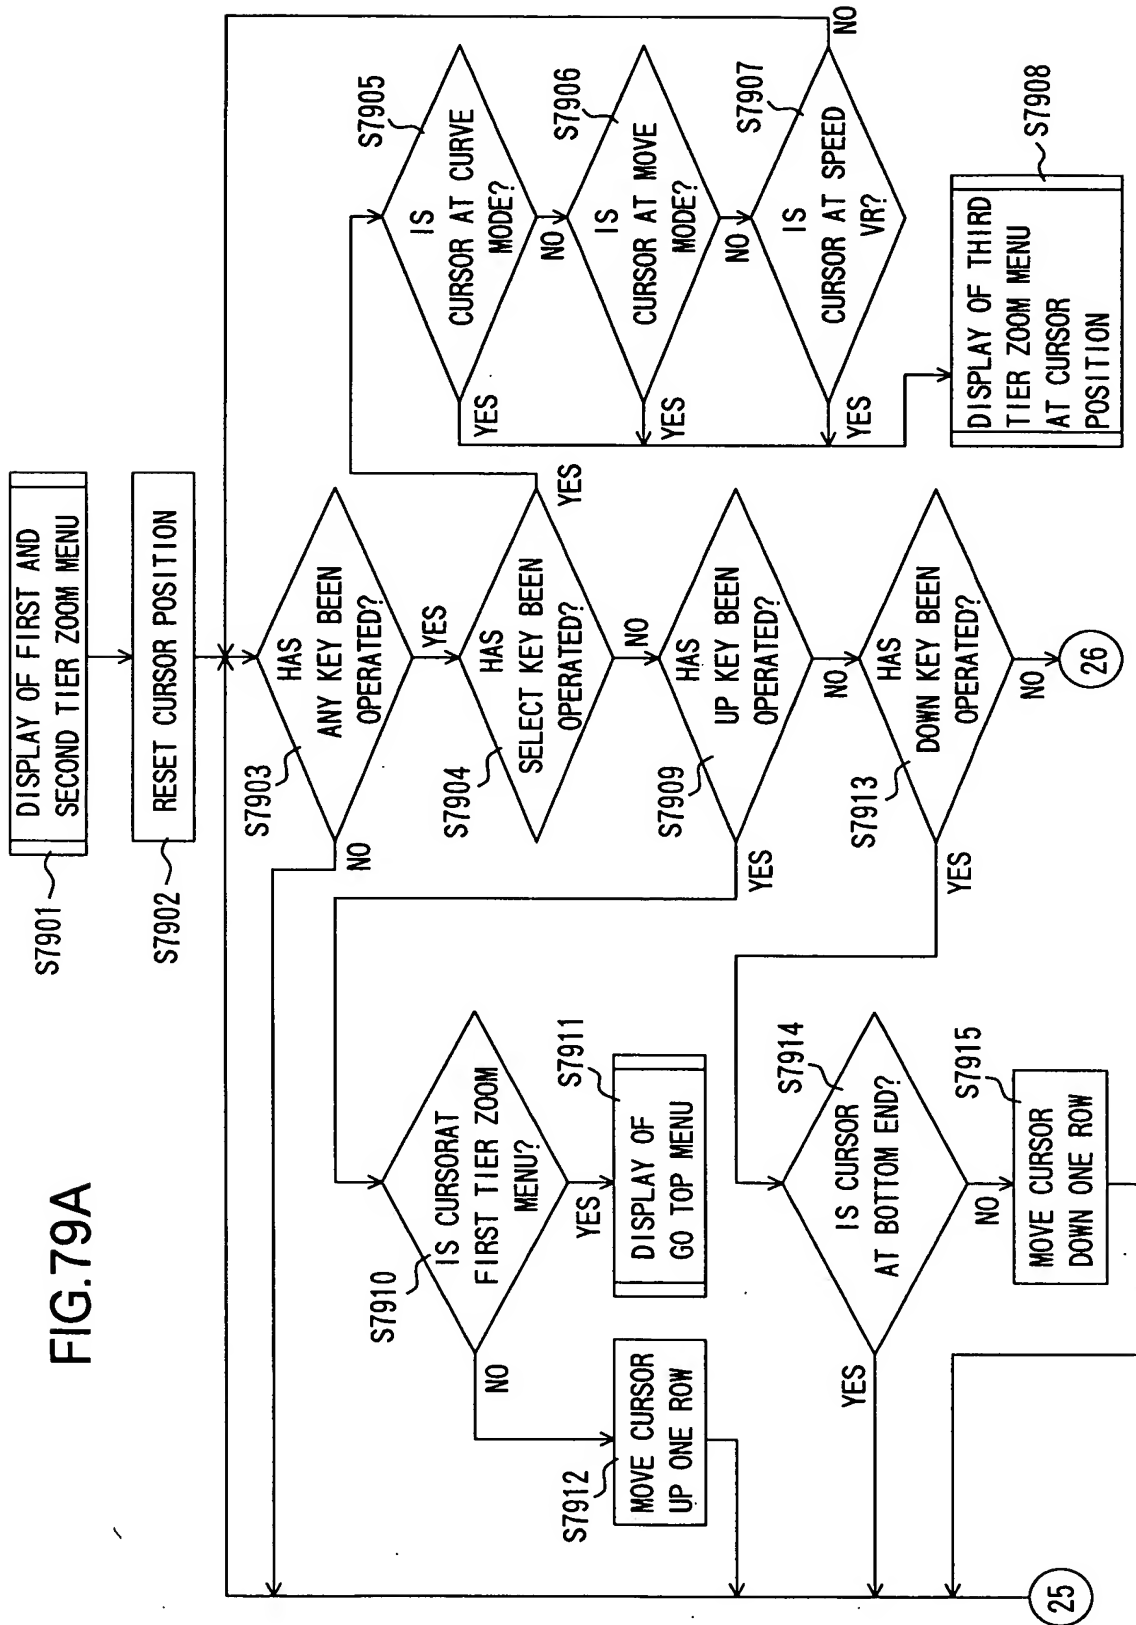 FIG.79A
S7901
DISPLAY OF FIRST AND
SECOND TIER ZOOM MENU
S7902
RESET CURSOR POSITION
S7903
HAS
ANY KEY BEEN
OPERATED?
NO
YES
S7904
HAS
SELECT KEY BEEN
OPERATED?
YES
NO
S7905
IS
CURSOR AT CURVE
MODE?
YES
NO
S7906
IS
CURSOR AT MOVE
MODE?
YES
NO
S7907
IS
CURSOR AT SPEED
VR?
YES
NO
S7908
DISPLAY OF THIRD
TIER ZOOM MENU
AT CURSOR
POSITION
S7909
HAS
UP KEY BEEN
OPERATED?
YES
NO
S7910
IS CURSORAT
FIRST TIER ZOOM
MENU?
NO
YES
S7911
DISPLAY OF
GO TOP MENU
S7912
MOVE CURSOR
UP ONE ROW
S7913
HAS
DOWN KEY BEEN
OPERATED?
YES
NO
S7914
IS CURSOR
AT BOTTOM END?
YES
NO
S7915
MOVE CURSOR
DOWN ONE ROW
25
26